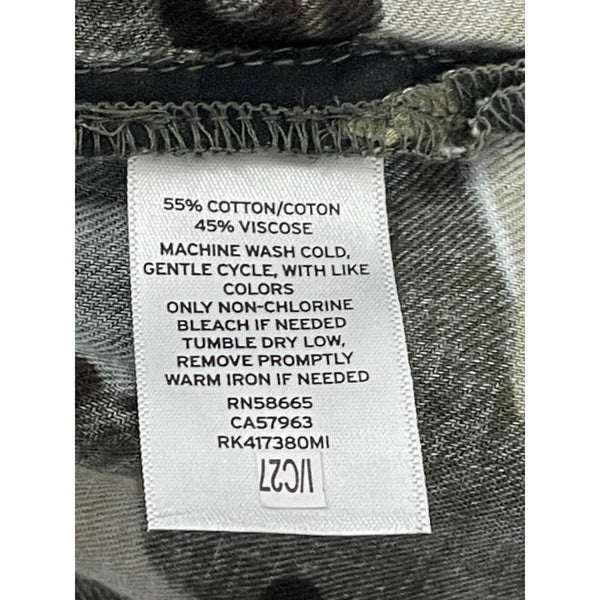 55% COTTON/COTON
45% VISCOSE
MACHINE WASH COLD,
GENTLE CYCLE, WITH LIKE
COLORS
ONLY NON-CHLORINE
BLEACH IF NEEDED
TUMBLE DRY LOW,
REMOVE PROMPTLY
WARM IRON IF NEEDED
RN58665
CA57963
RK417380MI
I/C27